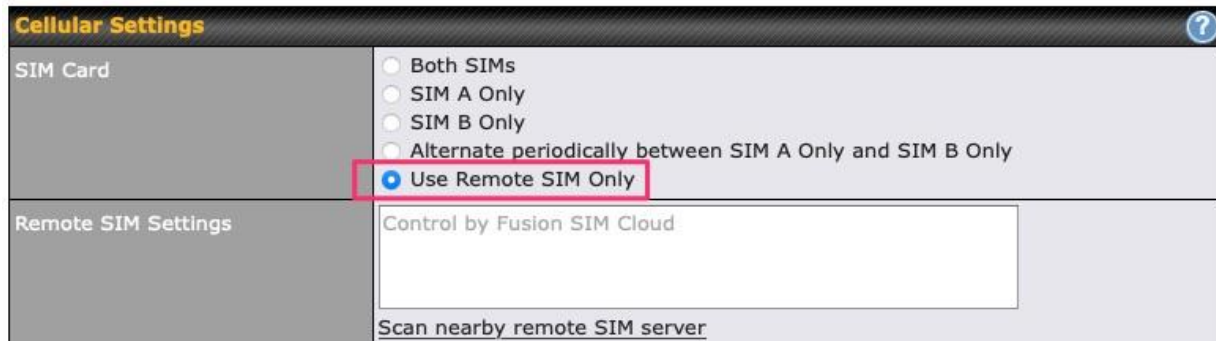 Cellular Settings
?
SIM Card
Both SIMs
SIM A Only
SIM B Only
Alternate periodically between SIM A Only and SIM B Only
Use Remote SIM Only
Remote SIM Settings
Control by Fusion SIM Cloud
Scan nearby remote SIM server